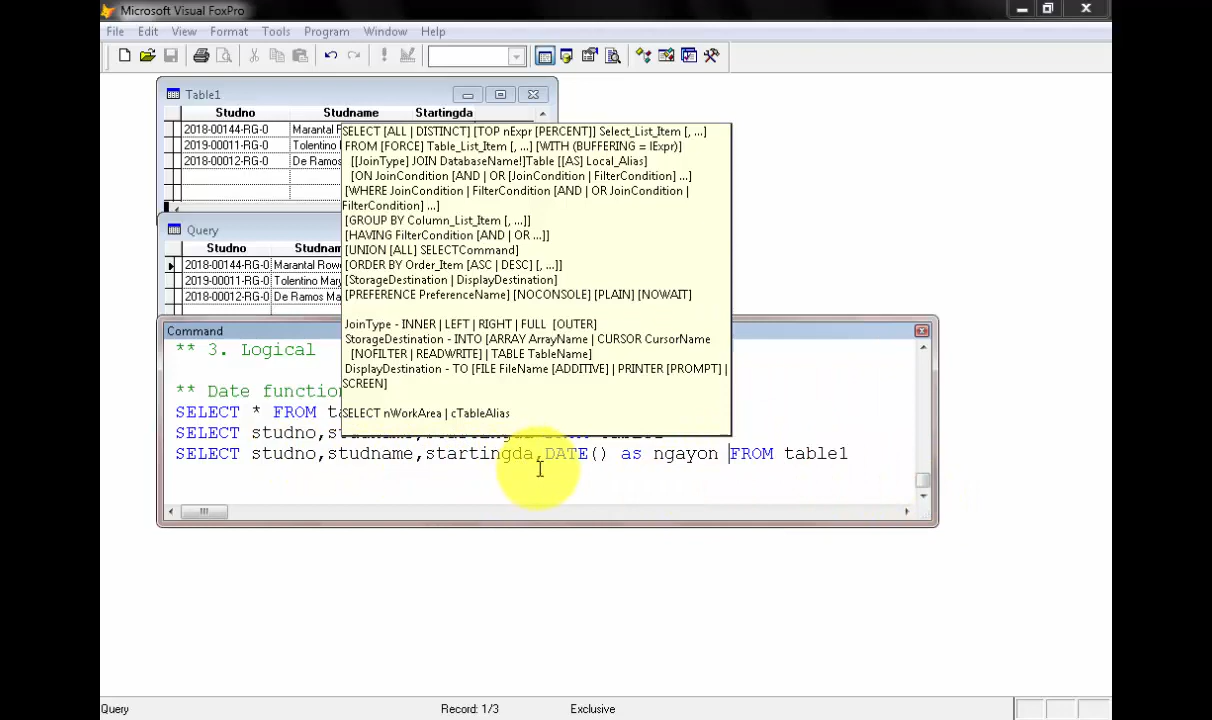 Microsoft Visual FoxPro
File Edit View Format Tools Program Window Help
Table1
Studno Studname Startingda
2018-00144-RG-0 Marantal R
2019-00011-RG-0 Tolentino
2018-00012-RG-0 De Ramos
SELECT [ALL | DISTINCT] [TOP nExpr [PERCENT]] Select_List_Item [, ...]
FROM [FORCE] Table_List_Item [, ...] [WITH (BUFFERING = lExpr)]
[[JoinType] JOIN DatabaseName!]Table [[AS] Local_Alias]
[ON JoinCondition [AND | OR [JoinCondition | FilterCondition] ...]
[WHERE JoinCondition | FilterCondition [AND | OR JoinCondition |
FilterCondition] ...]
[GROUP BY Column_List_Item [, ...]]
[HAVING FilterCondition [AND | OR ...]]
[UNION [ALL] SELECTCommand]
[ORDER BY Order_Item [ASC | DESC] [, ...]]
[StorageDestination | DisplayDestination]
[PREFERENCE PreferenceName] [NOCONSOLE] [PLAIN] [NOWAIT]
JoinType - INNER | LEFT | RIGHT | FULL [OUTER]
StorageDestination - INTO [ARRAY ArrayName | CURSOR CursorName
[NOFILTER | READWRITE] | TABLE TableName]
DisplayDestination - TO [FILE FileName [ADDITIVE] | PRINTER [PROMPT] |
SCREEN]
SELECT nWorkArea | cTableAlias
Query
Studno Studnam
2018-00144-RG-0 Marantal Row
2019-00011-RG-0 Tolentino Mar
2018-00012-RG-0 De Ramos Ma
Command
** 3. Logical
** Date function
SELECT * FROM ta
SELECT studno,studname,startingda FROM table1
SELECT studno,studname,startingda,DATE() as ngayon FROM table1
Query Record: 1/3 Exclusive